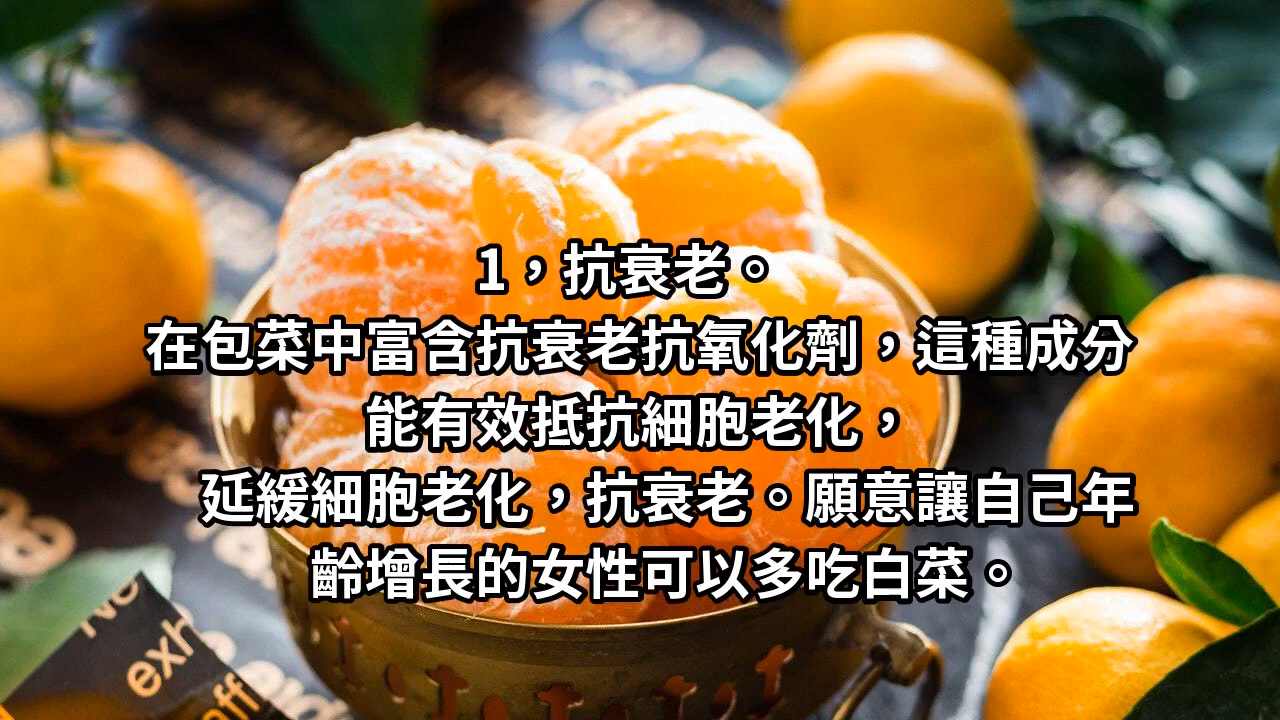 1，抗衰老。
在包菜中富含抗衰老抗氧化劑，這種成分
能有效抵抗細胞老化，
延緩細胞老化，抗衰老。願意讓自己年
齡增長的女性可以多吃白菜。
exh